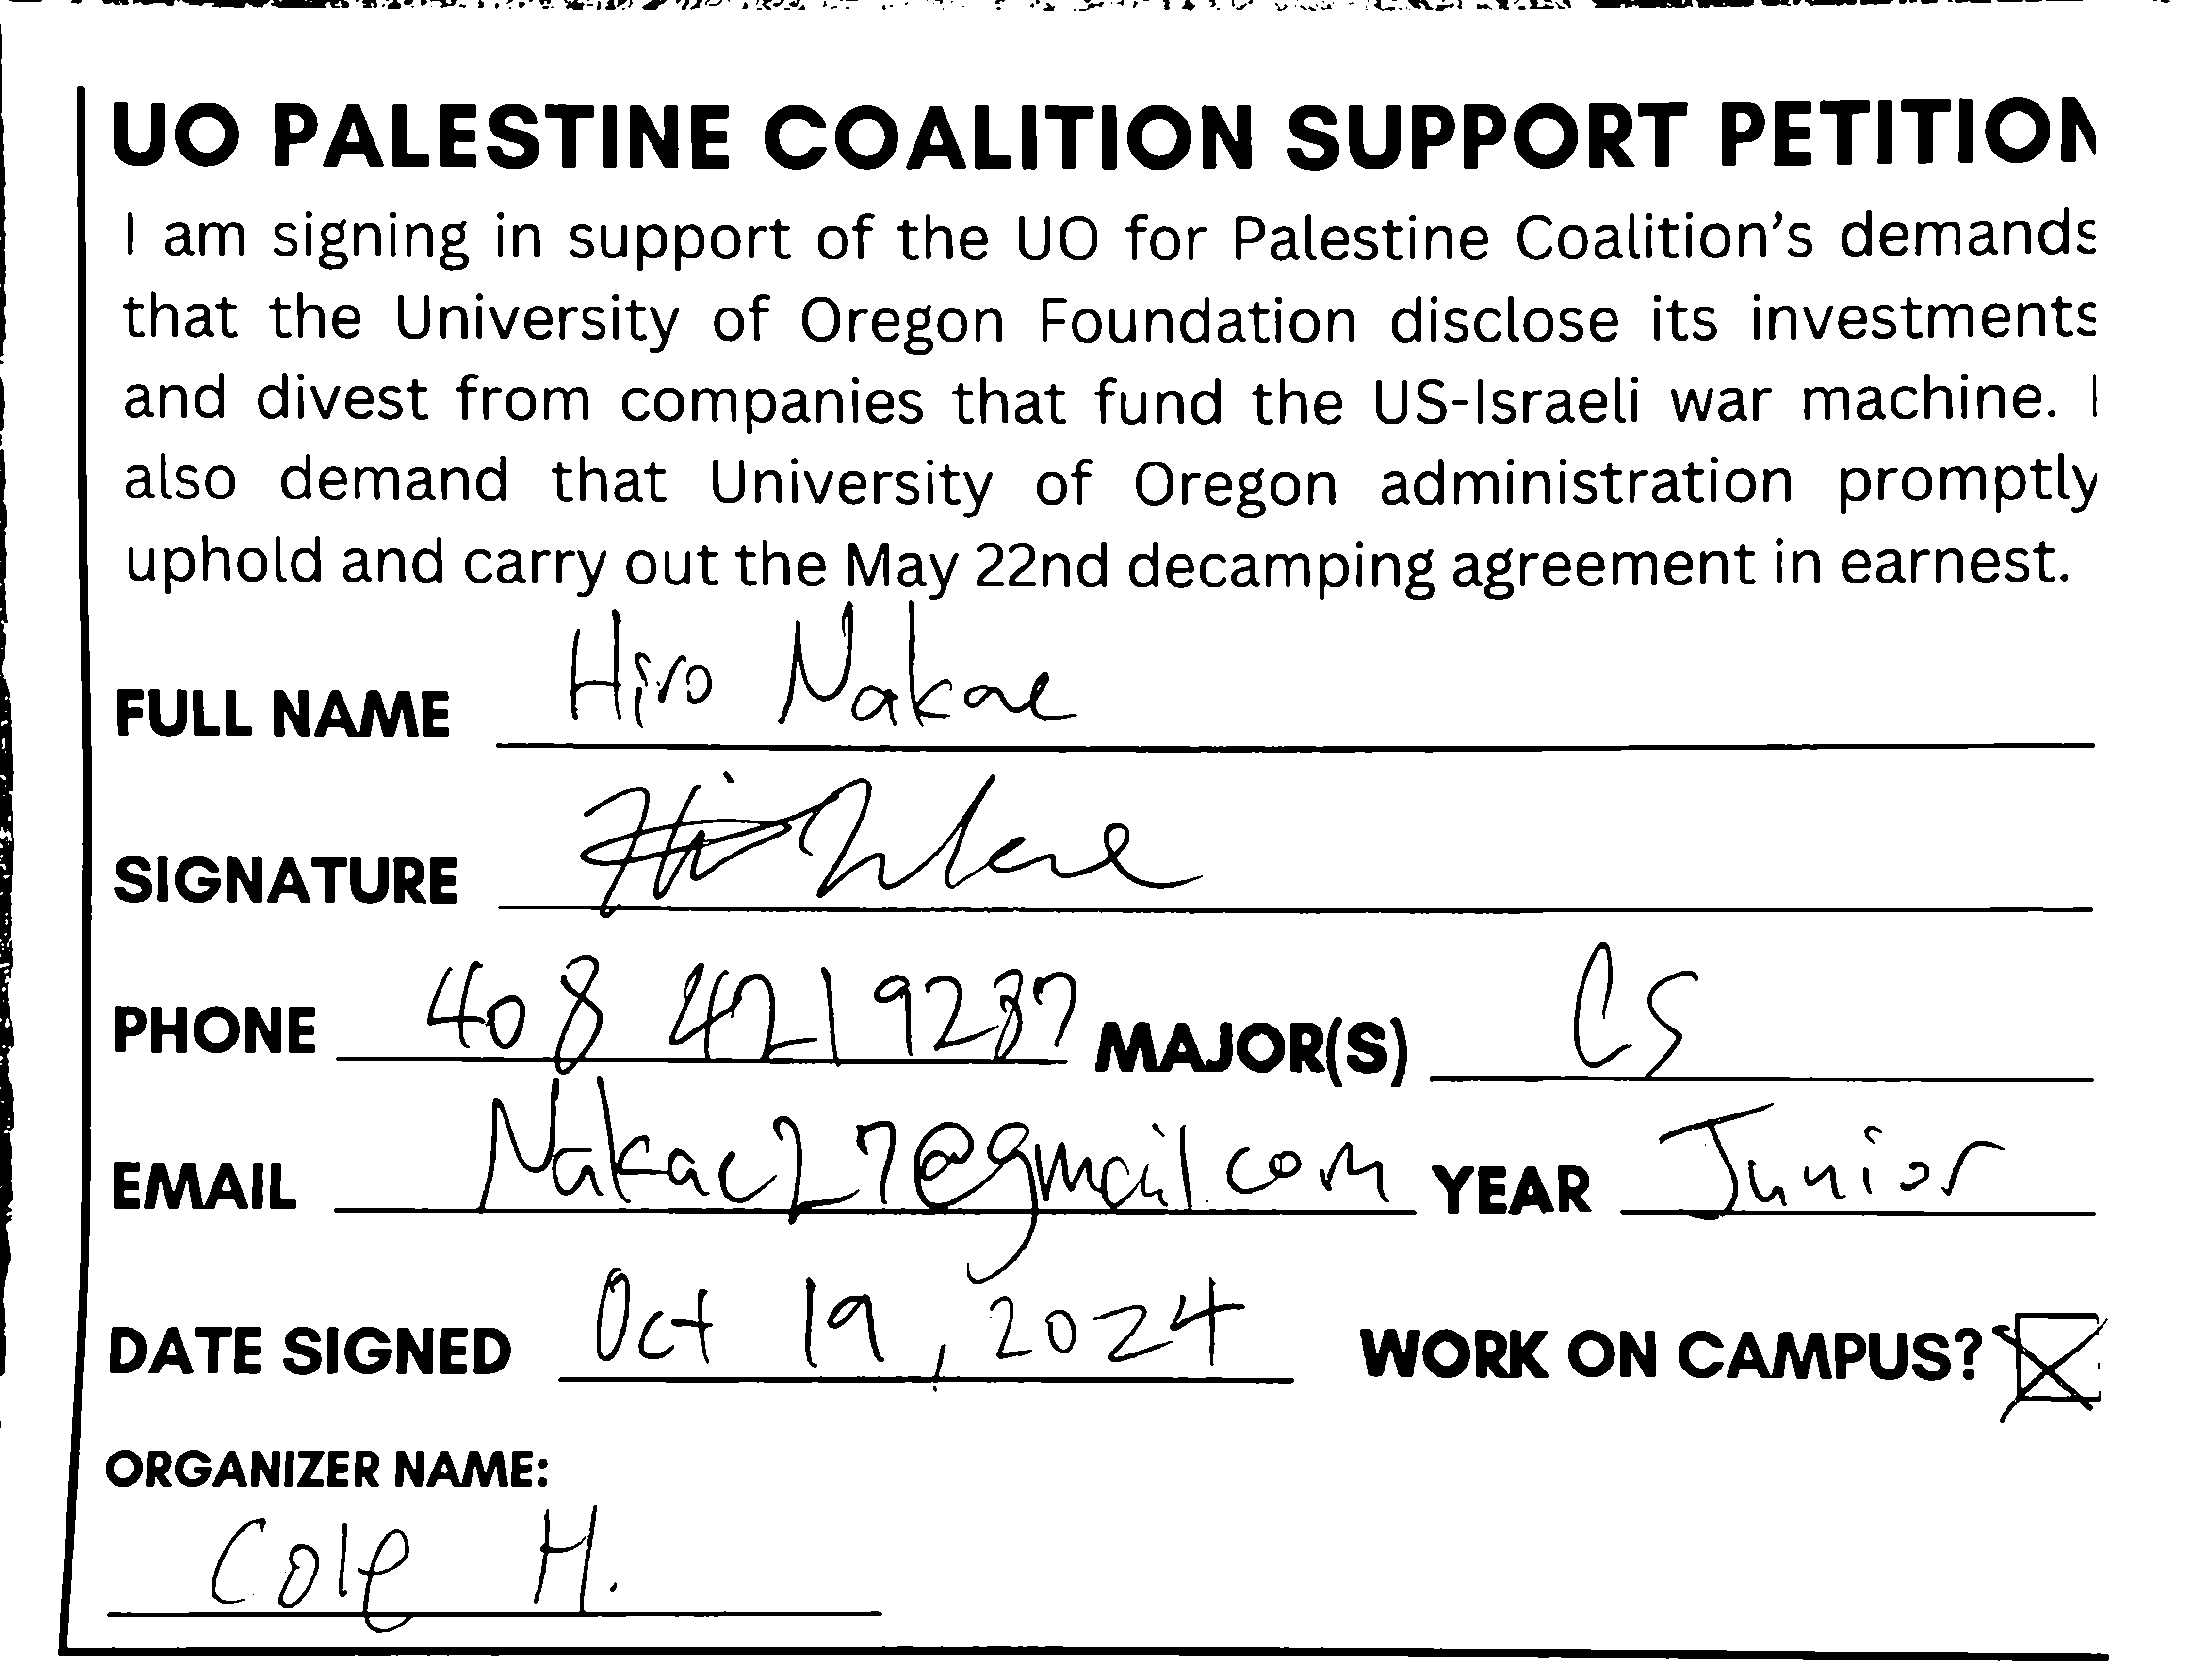 UO PALESTINE COALITION SUPPORT PETITION
I am signing in support of the UO for Palestine Coalition's demands
that the University of Oregon Foundation disclose its investments
and divest from companies that fund the US-Israeli war machine. I
also demand that University of Oregon administration promptly
uphold and carry out the May 22nd decamping agreement in earnest.
FULL NAME Hiro Nakae
SIGNATURE
PHONE 408 421 9237 MAJOR(S) CS
EMAIL Nakae27@gmail.com YEAR Junior
DATE SIGNED Oct 19, 2024 WORK ON CAMPUS?
ORGANIZER NAME:
Cole H.